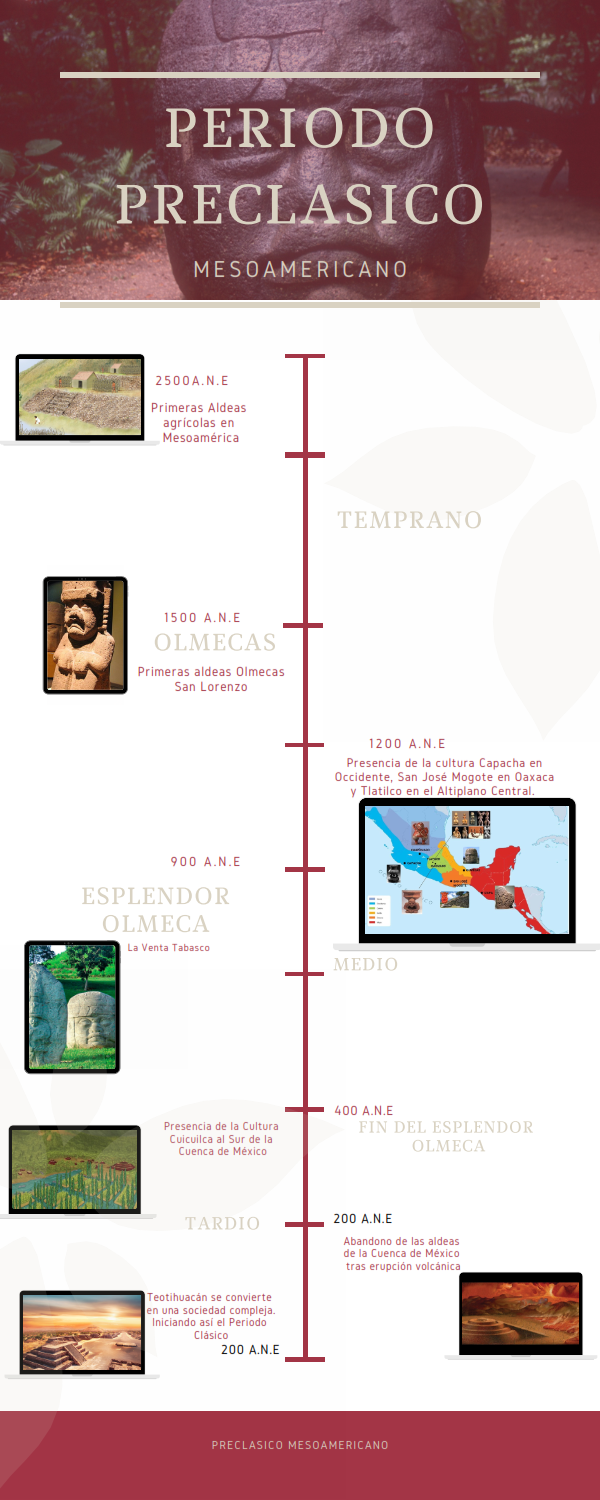 PERIODO
PRECLASICO
MESOAMERICANO
2500A.N.E
Primeras Aldeas
agrícolas en
Mesoamérica
TEMPRANO
1500 A.N.E
OLMECAS
Primeras aldeas Olmecas
San Lorenzo
1200 A.N.E
Presencia de la cultura Capacha en
Occidente, San José Mogote en Oaxaca
y Tlatilco en el Altiplano Central.
900 A.N.E
ESPLENDOR
OLMECA
La Venta Tabasco
MEDIO
400 A.N.E
FIN DEL ESPLENDOR
OLMECA
Presencia de la Cultura
Cuicuilca al Sur de la
Cuenca de México
TARDIO
200 A.N.E
Abandono de las aldeas
de la Cuenca de México
tras erupción volcánica
Teotihuacán se convierte
en una sociedad compleja.
Iniciando así el Periodo
Clásico
200 A.N.E
PRECLASICO MESOAMERICANO